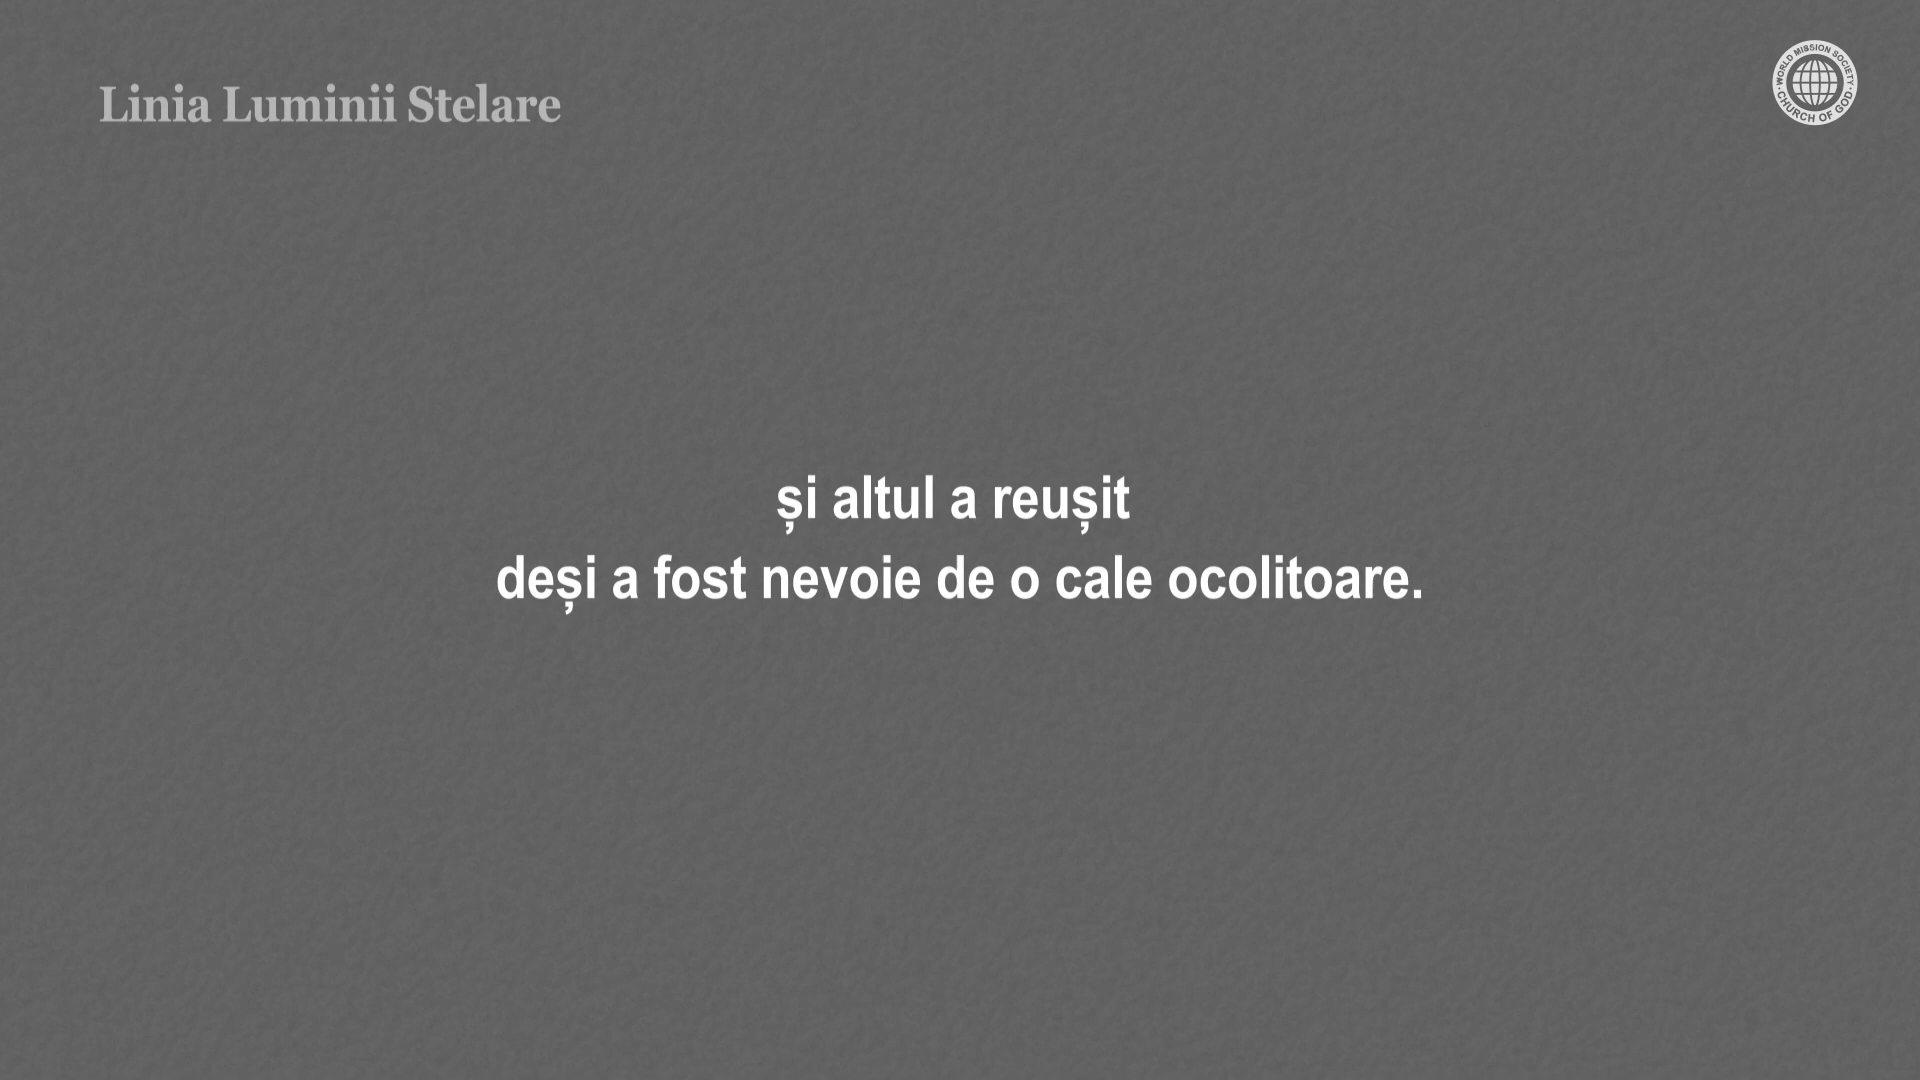 Linia Luminii Stelare
WORLD MISSION SOCIETY
CHURCH OF GOD
și altul a reușit
deși a fost nevoie de o cale ocolitoare.